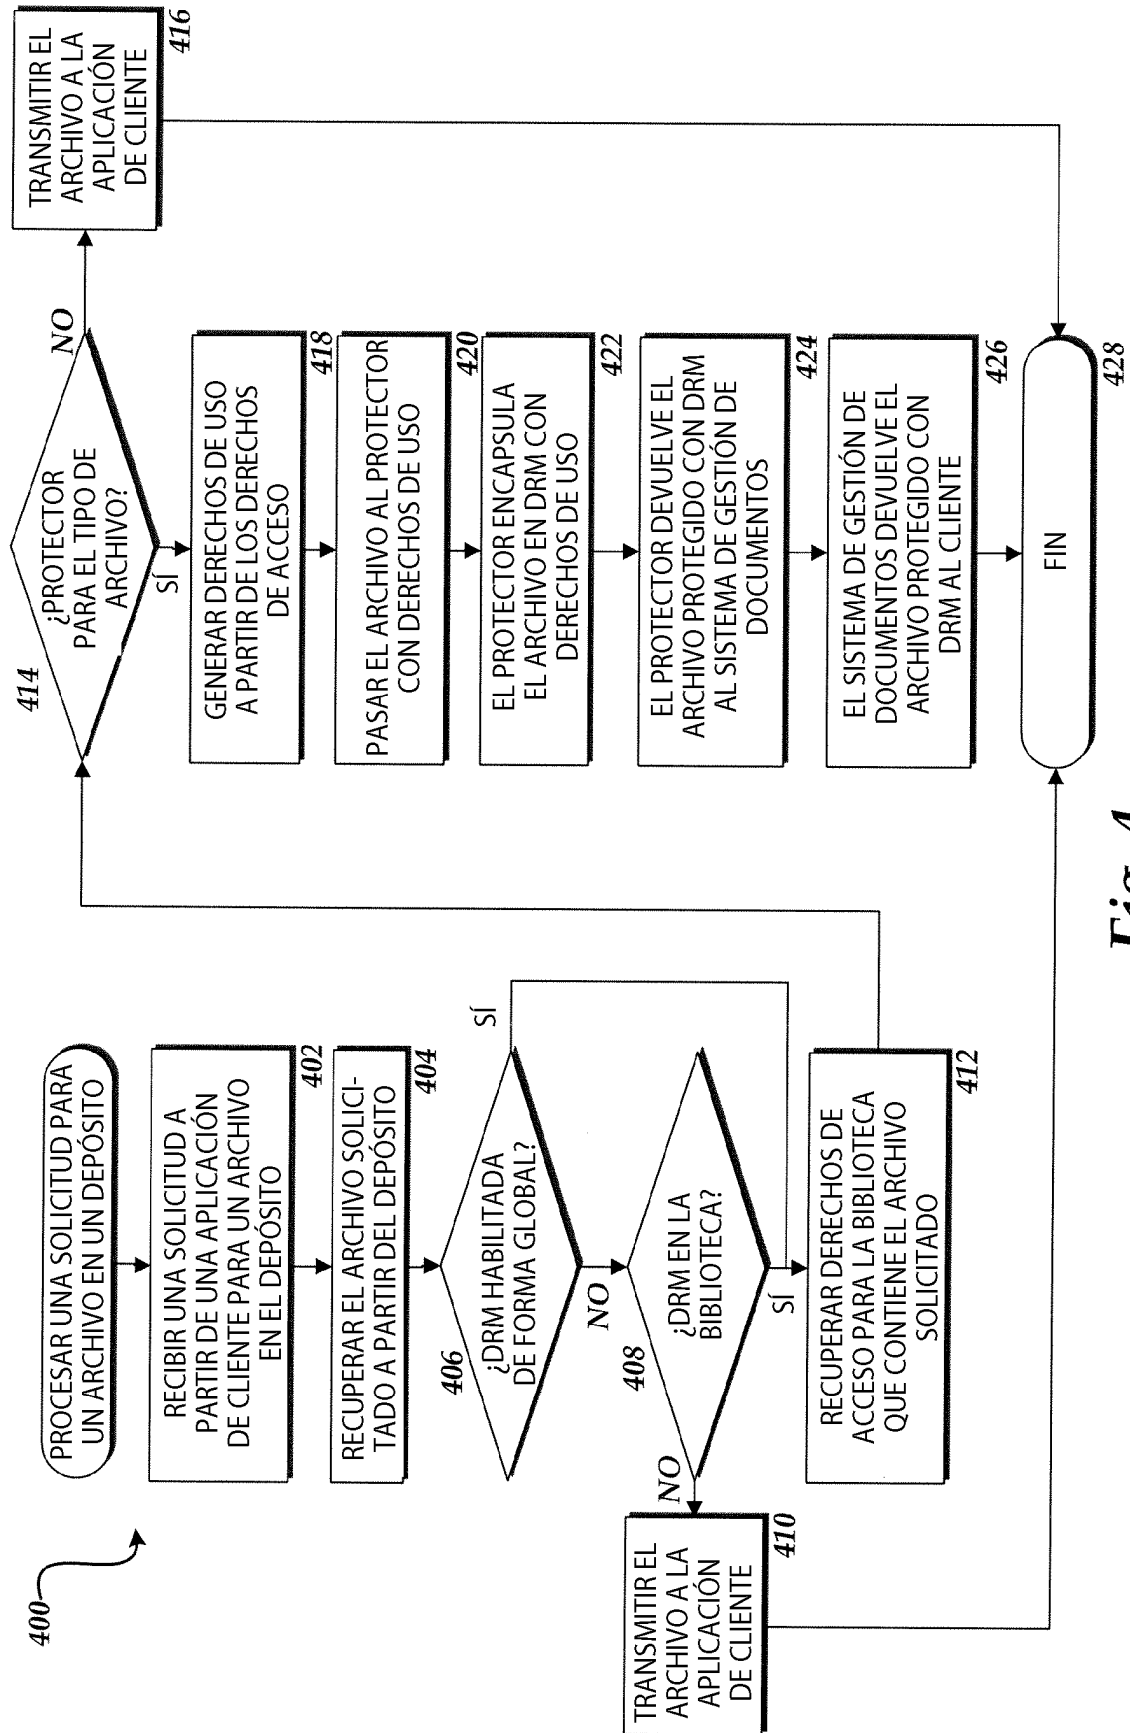 400
PROCESAR UNA SOLICITUD PARA
UN ARCHIVO EN UN DEPÓSITO
RECIBIR UNA SOLICITUD A
PARTIR DE UNA APLICACIÓN
DE CLIENTE PARA UN ARCHIVO
EN EL DEPÓSITO
402
RECUPERAR EL ARCHIVO SOLICI-
TADO A PARTIR DEL DEPÓSITO
404
406
¿DRM HABILITADA
DE FORMA GLOBAL?
SÍ
NO
408
¿DRM EN LA
BIBLIOTECA?
NO
SÍ
TRANSMITIR EL
ARCHIVO A LA
APLICACIÓN
DE CLIENTE
410
RECUPERAR DERECHOS DE
ACCESO PARA LA BIBLIOTECA
QUE CONTIENE EL ARCHIVO
SOLICITADO
412
414
¿PROTECTOR
PARA EL TIPO DE
ARCHIVO?
NO
SÍ
TRANSMITIR EL
ARCHIVO A LA
APLICACIÓN
DE CLIENTE
416
GENERAR DERECHOS DE USO
A PARTIR DE LOS DERECHOS
DE ACCESO
418
PASAR EL ARCHIVO AL PROTECTOR
CON DERECHOS DE USO
420
EL PROTECTOR ENCAPSULA
EL ARCHIVO EN DRM CON
DERECHOS DE USO
422
EL PROTECTOR DEVUELVE EL
ARCHIVO PROTEGIDO CON DRM
AL SISTEMA DE GESTIÓN DE
DOCUMENTOS
424
EL SISTEMA DE GESTIÓN DE
DOCUMENTOS DEVUELVE EL
ARCHIVO PROTEGIDO CON
DRM AL CLIENTE
426
FIN
428
Fig. 4